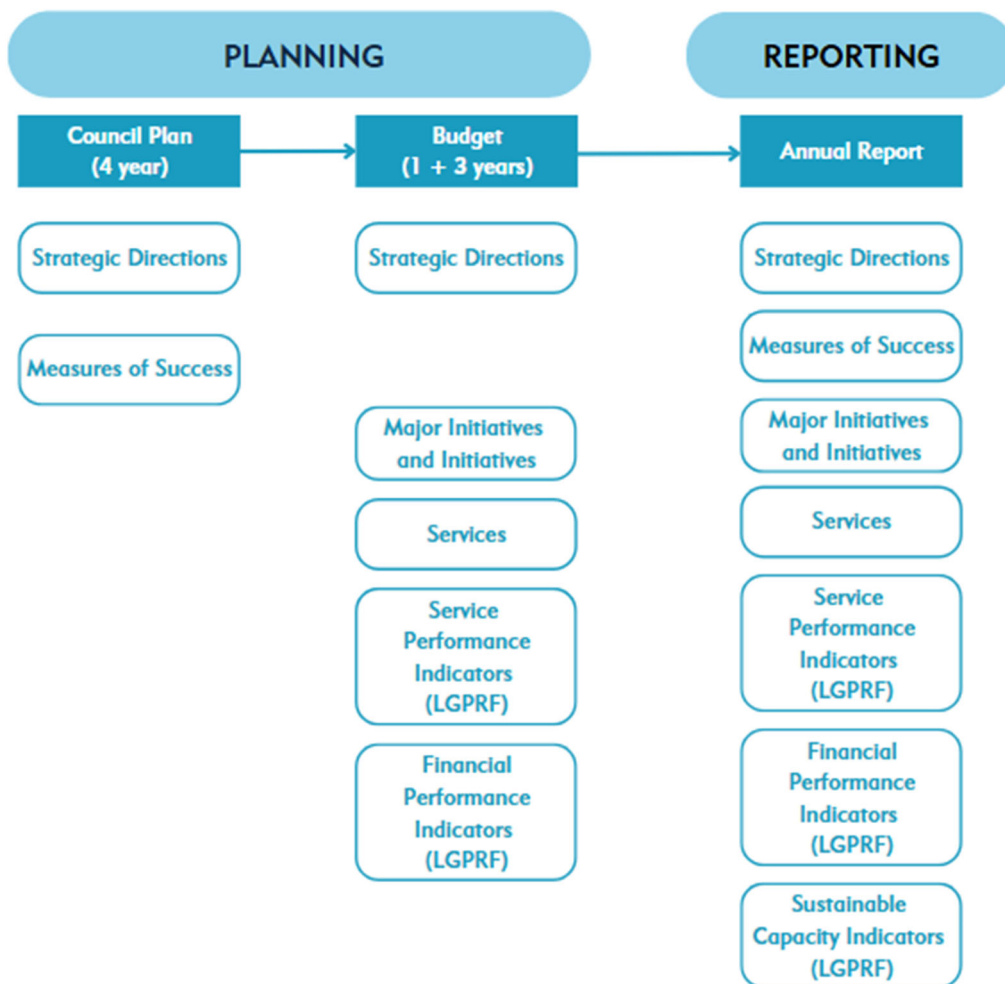 PLANNING
REPORTING
Council Plan
(4 year)
Budget
(1 + 3 years)
Annual Report
Strategic Directions
Measures of Success
Strategic Directions
Major Initiatives
and Initiatives
Services
Service
Performance
Indicators
(LGPRF)
Financial
Performance
Indicators
(LGPRF)
Strategic Directions
Measures of Success
Major Initiatives
and Initiatives
Services
Service
Performance
Indicators
(LGPRF)
Financial
Performance
Indicators
(LGPRF)
Sustainable
Capacity Indicators
(LGPRF)